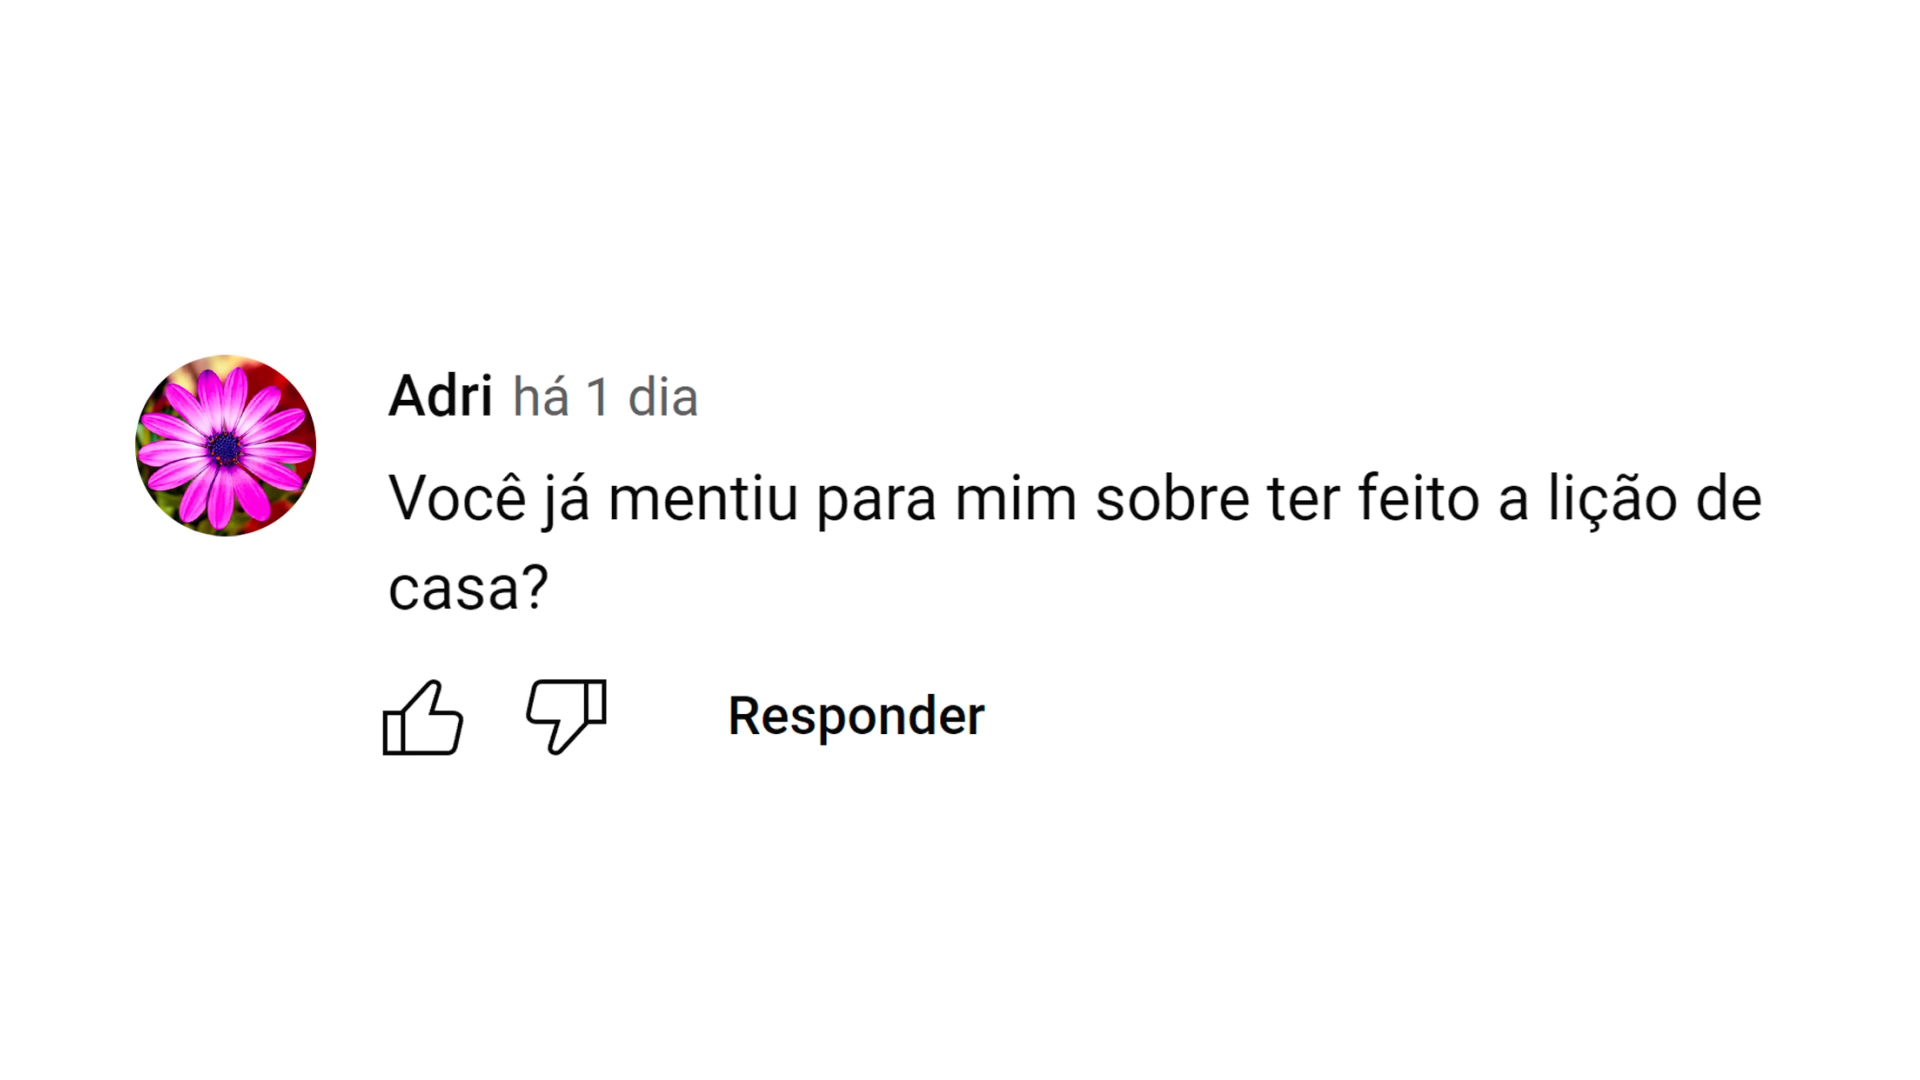 Adri há 1 dia
Você já mentiu para mim sobre ter feito a lição de
casa?
Responder